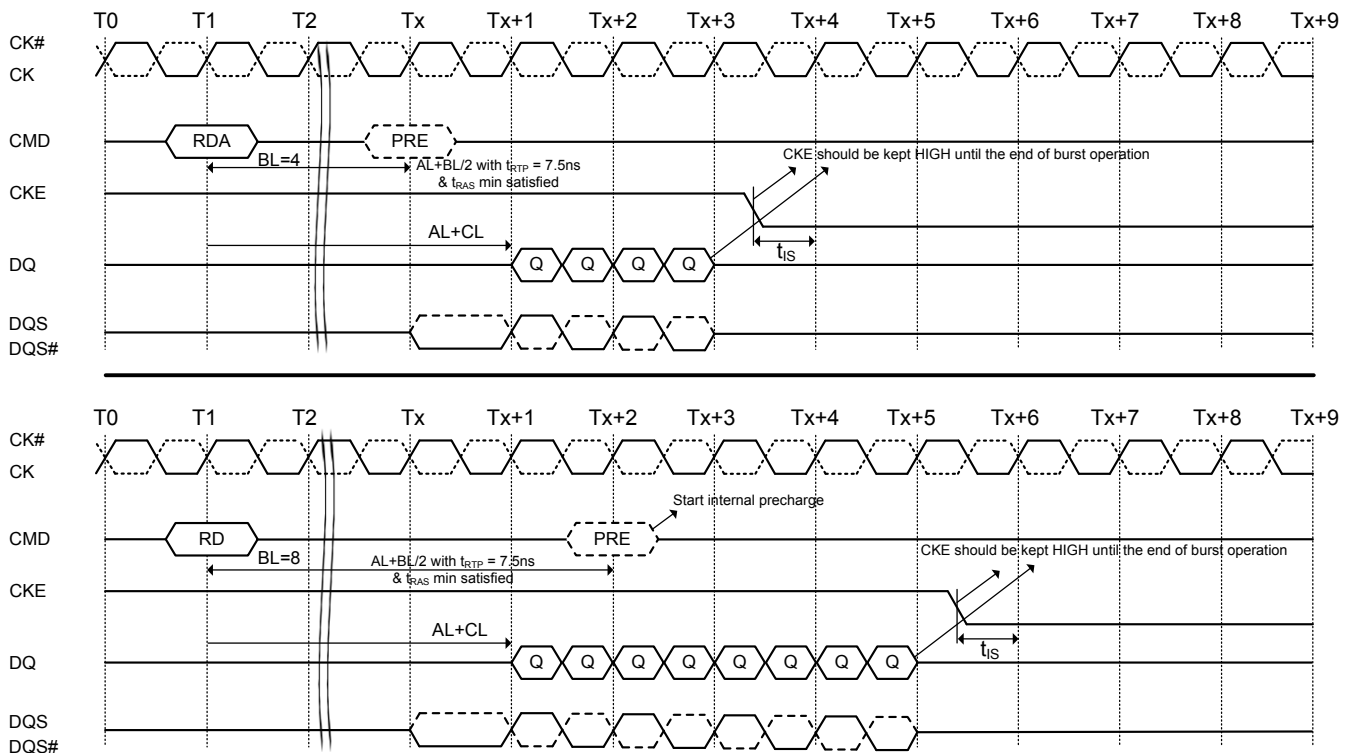 T0 T1 T2 Tx Tx+1 Tx+2 Tx+3 Tx+4 Tx+5 Tx+6 Tx+7 Tx+8 Tx+9
CK#
CK
CMD RDA PRE
BL=4 AL+BL/2 with tRTP = 7.5ns
& tRAS min satisfied
CKE should be kept HIGH until the end of burst operation
CKE
AL+CL
tIS
DQ Q Q Q Q
DQS
DQS#
T0 T1 T2 Tx Tx+1 Tx+2 Tx+3 Tx+4 Tx+5 Tx+6 Tx+7 Tx+8 Tx+9
CK#
CK
Start internal precharge
CMD RD PRE
BL=8 AL+BL/2 with tRTP = 7.5ns
& tRAS min satisfied
CKE should be kept HIGH until the end of burst operation
CKE
AL+CL
tIS
DQ Q Q Q Q Q Q Q Q
DQS
DQS#